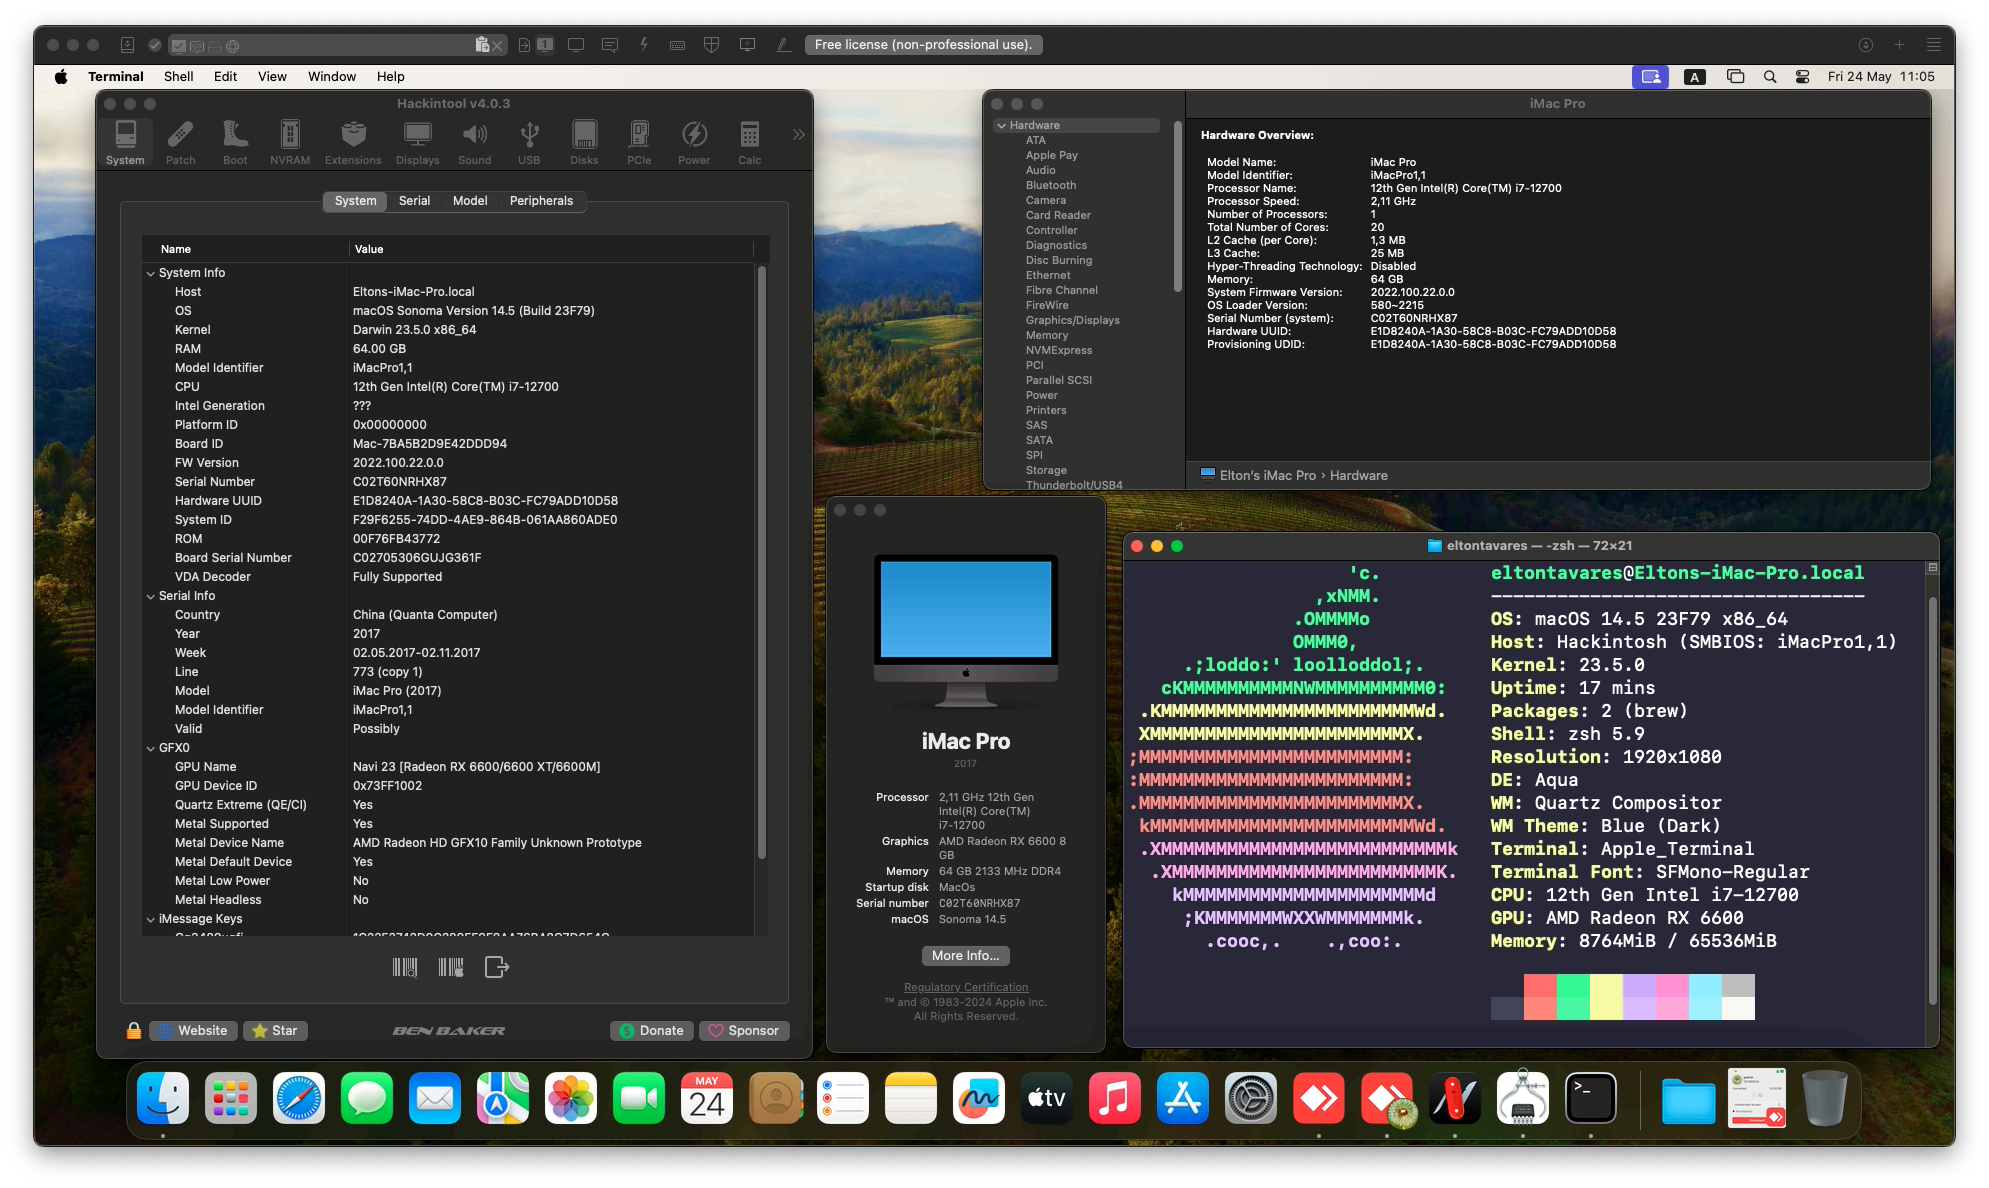 1
Free license (non-professional use).
Terminal Shell Edit View Window Help
A
Fri 24 May 11:05
Hackintool v4.0.3
System Patch Boot NVRAM Extensions Displays Sound USB Disks PCIe Power Calc
System Serial Model Peripherals
Name Value
System Info
Host Eltons-iMac-Pro.local
OS macOS Sonoma Version 14.5 (Build 23F79)
Kernel Darwin 23.5.0 x86_64
RAM 64.00 GB
Model Identifier iMacPro1,1
CPU 12th Gen Intel(R) Core(TM) i7-12700
Intel Generation ???
Platform ID 0x00000000
Board ID Mac-7BA5B2D9E42DDD94
FW Version 2022.100.22.0.0
Serial Number C02T60NRHX87
Hardware UUID E1D8240A-1A30-58C8-B03C-FC79ADD10D58
System ID F29F6255-74DD-4AE9-864B-061AA860ADE0
ROM 00F76FB43772
Board Serial Number C02705306GUJG361F
VDA Decoder Fully Supported
Serial Info
Country China (Quanta Computer)
Year 2017
Week 02.05.2017-02.11.2017
Line 773 (copy 1)
Model iMac Pro (2017)
Model Identifier iMacPro1,1
Valid Possibly
GFX0
GPU Name Navi 23 [Radeon RX 6600/6600 XT/6600M]
GPU Device ID 0x73FF1002
Quartz Extreme (QE/CI) Yes
Metal Supported Yes
Metal Device Name AMD Radeon HD GFX10 Family Unknown Prototype
Metal Default Device Yes
Metal Low Power No
Metal Headless No
iMessage Keys
Website Star BEN BAKER Donate Sponsor
iMac Pro
Hardware
ATA
Apple Pay
Audio
Bluetooth
Camera
Card Reader
Controller
Diagnostics
Disc Burning
Ethernet
Fibre Channel
FireWire
Graphics/Displays
Memory
NVMExpress
PCI
Parallel SCSI
Power
Printers
SAS
SATA
SPI
Storage
Thunderbolt/USB4
Hardware Overview:
Model Name: iMac Pro
Model Identifier: iMacPro1,1
Processor Name: 12th Gen Intel(R) Core(TM) i7-12700
Processor Speed: 2,11 GHz
Number of Processors: 1
Total Number of Cores: 20
L2 Cache (per Core): 1,3 MB
L3 Cache: 25 MB
Hyper-Threading Technology: Disabled
Memory: 64 GB
System Firmware Version: 2022.100.22.0.0
OS Loader Version: 580~2215
Serial Number (system): C02T60NRHX87
Hardware UUID: E1D8240A-1A30-58C8-B03C-FC79ADD10D58
Provisioning UDID: E1D8240A-1A30-58C8-B03C-FC79ADD10D58
Elton's iMac Pro › Hardware
iMac Pro
2017
Processor 2,11 GHz 12th Gen
Intel(R) Core(TM)
i7-12700
Graphics AMD Radeon RX 6600 8
GB
Memory 64 GB 2133 MHz DDR4
Startup disk MacOs
Serial number C02T60NRHX87
macOS Sonoma 14.5
More Info...
Regulatory Certification
™ and © 1983-2024 Apple Inc.
All Rights Reserved.
eltontavares — -zsh — 72×21
'c. eltontavares@Eltons-iMac-Pro.local
,xNMM. ----------------------------------
.OMMMMo OS: macOS 14.5 23F79 x86_64
OMMM0, Host: Hackintosh (SMBIOS: iMacPro1,1)
.;loddo:' loolloddol;. Kernel: 23.5.0
cKMMMMMMMMMMNWMMMMMMMMMM0: Uptime: 17 mins
.KMMMMMMMMMMMMMMMMMMMMMMMWd. Packages: 2 (brew)
XMMMMMMMMMMMMMMMMMMMMMMMX. Shell: zsh 5.9
;MMMMMMMMMMMMMMMMMMMMMMMM: Resolution: 1920x1080
:MMMMMMMMMMMMMMMMMMMMMMMM: DE: Aqua
.MMMMMMMMMMMMMMMMMMMMMMMMX. WM: Quartz Compositor
kMMMMMMMMMMMMMMMMMMMMMMMMWd. WM Theme: Blue (Dark)
.XMMMMMMMMMMMMMMMMMMMMMMMMMMk Terminal: Apple_Terminal
.XMMMMMMMMMMMMMMMMMMMMMMMMK. Terminal Font: SFMono-Regular
kMMMMMMMMMMMMMMMMMMMMMMd CPU: 12th Gen Intel i7-12700
;KMMMMMMMWXXWMMMMMMMk. GPU: AMD Radeon RX 6600
.cooc,. .,coo:. Memory: 8764MiB / 65536MiB
MAY
24
tv
>_